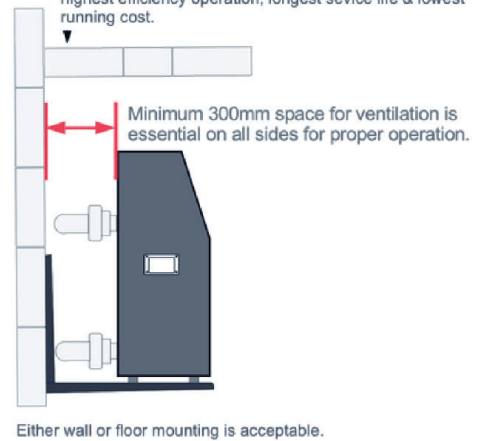 highest efficiency operation, longest sevice life & lowest
running cost.
Minimum 300mm space for ventilation is
essential on all sides for proper operation.
Either wall or floor mounting is acceptable.